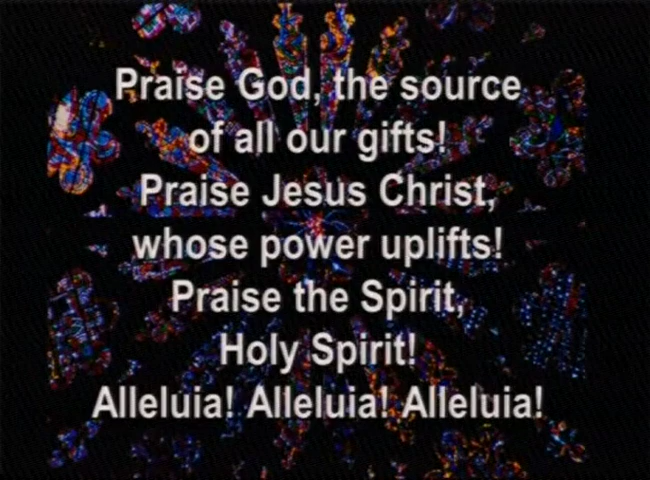 Praise God, the source
of all our gifts!
Praise Jesus Christ,
whose power uplifts!
Praise the Spirit,
Holy Spirit!
Alleluia! Alleluia! Alleluia!